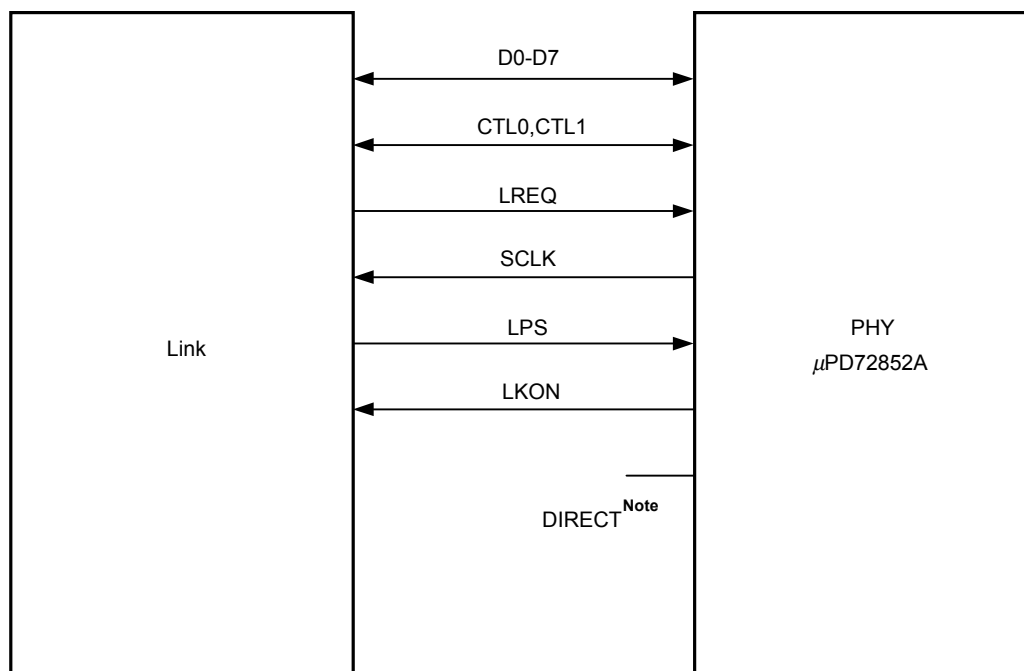 D0-D7
CTL0,CTL1
LREQ
SCLK
LPS
Link
PHY
μPD72852A
LKON
DIRECT Note